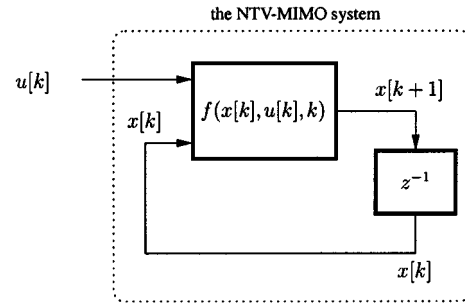 the NTV-MIMO system
u[k]
x[k]
f(x[k], u[k], k)
x[k+1]
z⁻¹
x[k]